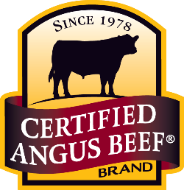 SINCE 1978
CERTIFIED
ANGUS BEEF®
BRAND